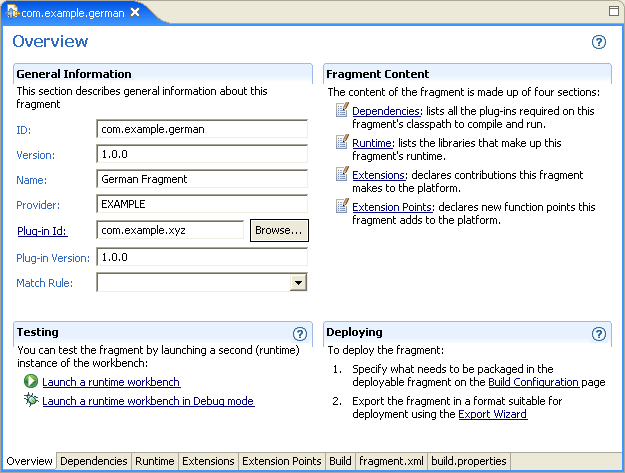 com.example.german
Overview
General Information
This section describes general information about this
fragment
ID: com.example.german
Version: 1.0.0
Name: German Fragment
Provider: EXAMPLE
Plug-in Id: com.example.xyz Browse...
Plug-in Version: 1.0.0
Match Rule:
Fragment Content
The content of the fragment is made up of four sections:
Dependencies: lists all the plug-ins required on this
fragment's classpath to compile and run.
Runtime: lists the libraries that make up this
fragment's runtime.
Extensions: declares contributions this fragment
makes to the platform.
Extension Points: declares new function points this
fragment adds to the platform.
Testing
You can test the fragment by launching a second (runtime)
instance of the workbench:
Launch a runtime workbench
Launch a runtime workbench in Debug mode
Deploying
To deploy the fragment:
1. Specify what needs to be packaged in the
deployable fragment on the Build Configuration page
2. Export the fragment in a format suitable for
deployment using the Export Wizard
Overview Dependencies Runtime Extensions Extension Points Build fragment.xml build.properties